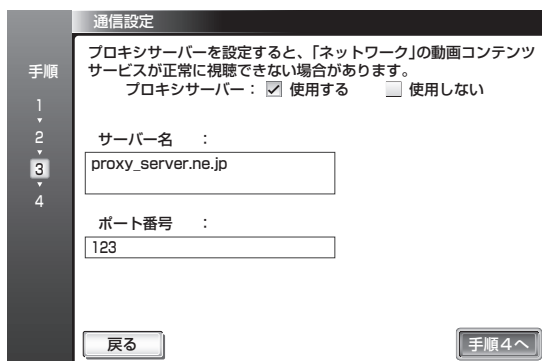 通信設定
手順
1
2
3
4
プロキシサーバーを設定すると、「ネットワーク」の動画コンテンツ
サービスが正常に視聴できない場合があります。
プロキシサーバー： 使用する 使用しない
サーバー名 ：
proxy_server.ne.jp
ポート番号 ：
123
戻る
手順4へ